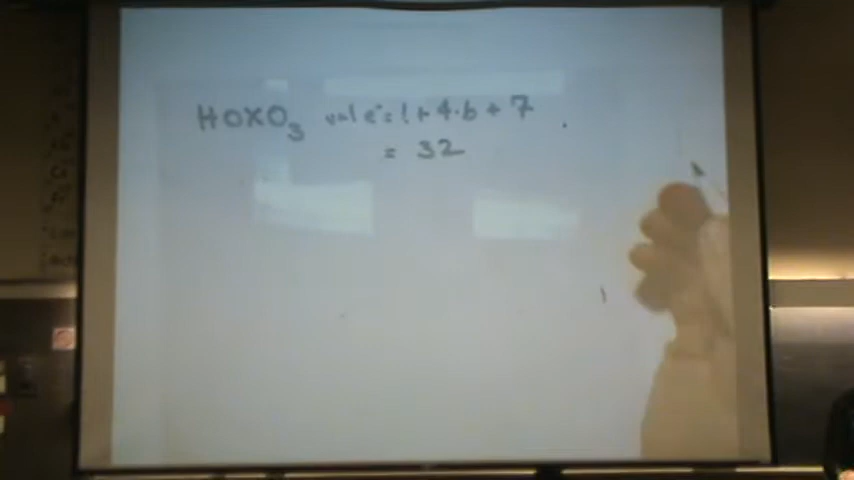 HOXO₃ val e⁻ = 1 + 4·6 + 7
= 32